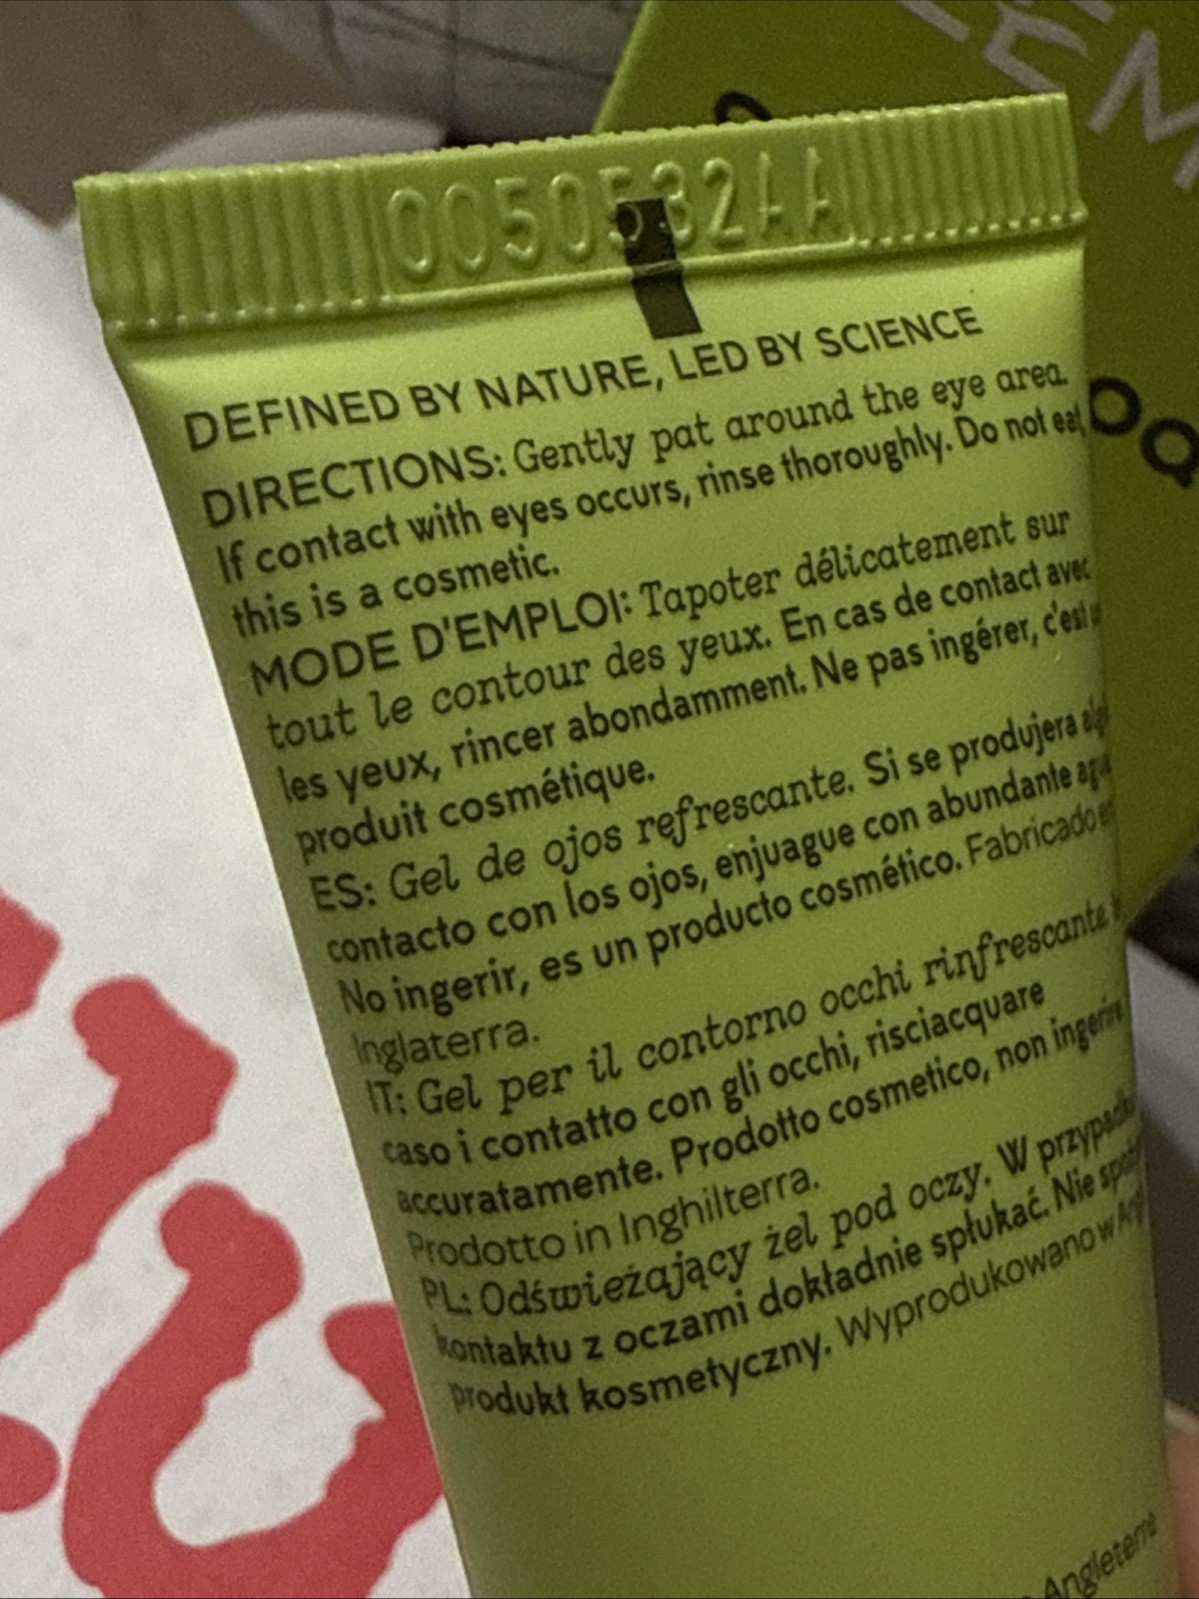 0050532AA
DEFINED BY NATURE, LED BY SCIENCE
DIRECTIONS: Gently pat around the eye area.
If contact with eyes occurs, rinse thoroughly. Do not eat,
this is a cosmetic.
MODE D'EMPLOI: Tapoter délicatement sur
tout le contour des yeux. En cas de contact avec
les yeux, rincer abondamment. Ne pas ingérer, c'est
produit cosmétique.
ES: Gel de ojos refrescante. Si se produjera
contacto con los ojos, enjuague con abundante
No ingerir, es un producto cosmético. Fabricado
Inglaterra.
IT: Gel per il contorno occhi rinfrescante.
caso i contatto con gli occhi, risciacquare
accuratamente. Prodotto cosmetico, non ingerire
Prodotto in Inghilterra.
PL: Odświeżający żel pod oczy. W
kontaktu z oczami dokładnie spłukać. Nie
produkt kosmetyczny. Wyprodukowano w
Angleterre